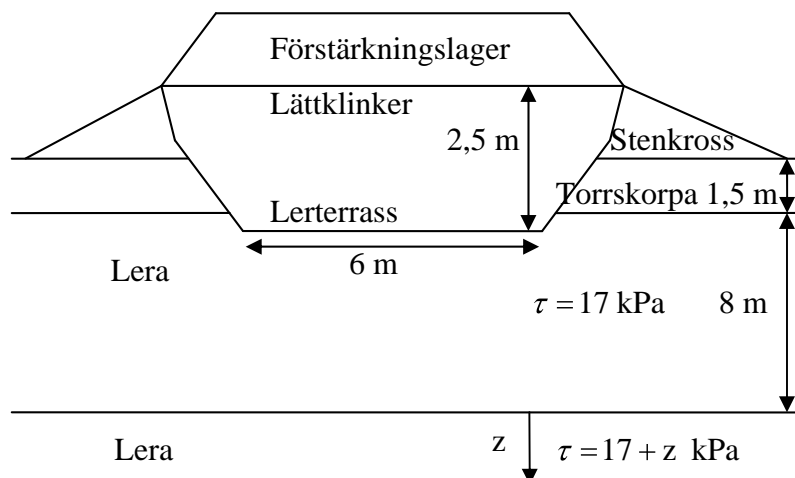 Förstärkningslager
Lättklinker
2,5 m
Stenkross
Torrskorpa 1,5 m
Lerterrass
6 m
Lera
τ = 17 kPa
8 m
Lera
z
τ = 17 + z kPa